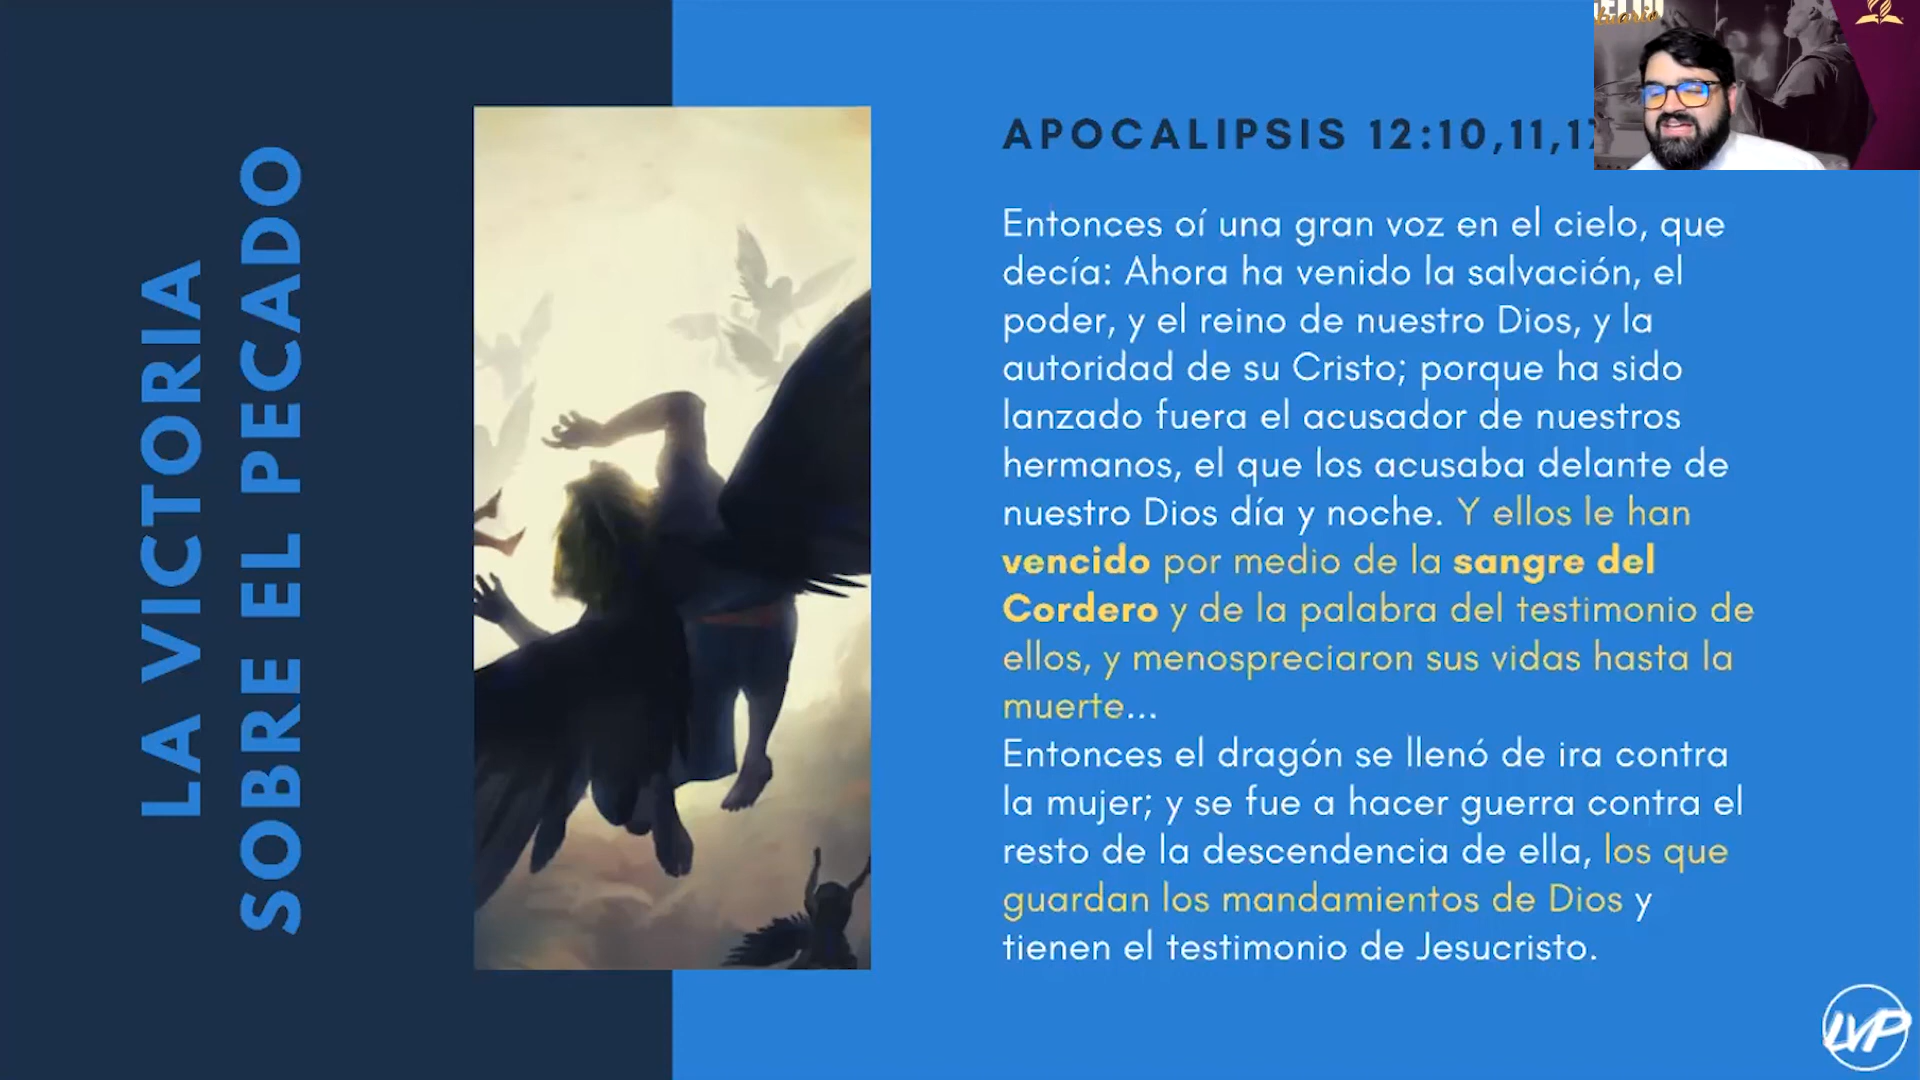 LA VICTORIA
SOBRE EL PECADO
APOCALIPSIS 12:10,11,17
Entonces oí una gran voz en el cielo, que
decía: Ahora ha venido la salvación, el
poder, y el reino de nuestro Dios, y la
autoridad de su Cristo; porque ha sido
lanzado fuera el acusador de nuestros
hermanos, el que los acusaba delante de
nuestro Dios día y noche. Y ellos le han
vencido por medio de la sangre del
Cordero y de la palabra del testimonio de
ellos, y menospreciaron sus vidas hasta la
muerte...
Entonces el dragón se llenó de ira contra
la mujer; y se fue a hacer guerra contra el
resto de la descendencia de ella, los que
guardan los mandamientos de Dios y
tienen el testimonio de Jesucristo.
LVP